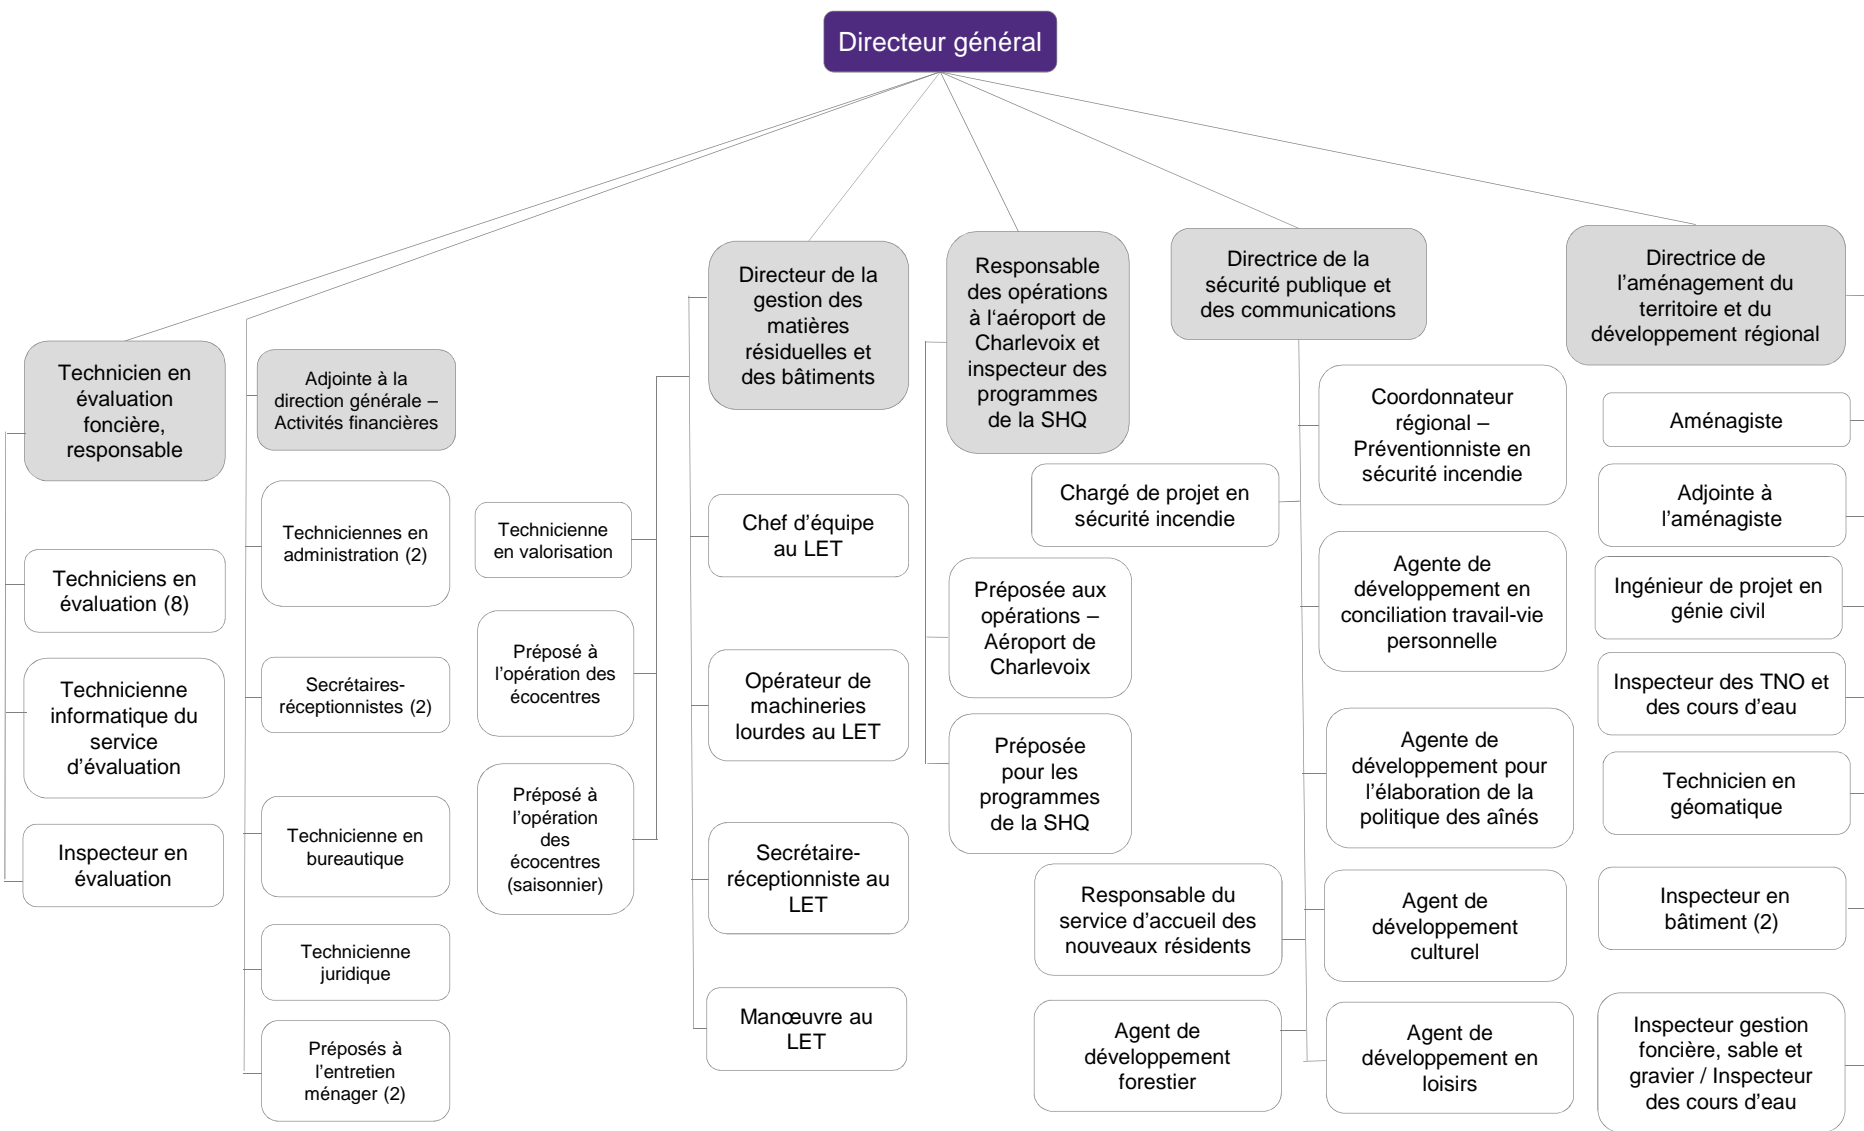 Directeur général
Technicien en
évaluation
foncière,
responsable
Techniciens en
évaluation (8)
Technicienne
informatique du
service
d’évaluation
Inspecteur en
évaluation
Adjointe à la
direction générale –
Activités financières
Techniciennes en
administration (2)
Secrétaires-
réceptionnistes (2)
Technicienne en
bureautique
Technicienne
juridique
Préposés à
l’entretien
ménager (2)
Directeur de la
gestion des
matières
résiduelles et
des bâtiments
Technicienne
en valorisation
Préposé à
l’opération des
écocentres
Préposé à
l’opération
des
écocentres
(saisonnier)
Chef d’équipe
au LET
Opérateur de
machineries
lourdes au LET
Secrétaire-
réceptionniste au
LET
Manœuvre au
LET
Responsable
des opérations
à l‘aéroport de
Charlevoix et
inspecteur des
programmes
de la SHQ
Préposée aux
opérations –
Aéroport de
Charlevoix
Préposée
pour les
programmes
de la SHQ
Directrice de la
sécurité publique et
des communications
Coordonnateur
régional –
Préventionniste en
sécurité incendie
Chargé de projet en
sécurité incendie
Agente de
développement en
conciliation travail-vie
personnelle
Agente de
développement pour
l’élaboration de la
politique des aînés
Responsable du
service d’accueil des
nouveaux résidents
Agent de
développement
culturel
Agent de
développement
forestier
Agent de
développement en
loisirs
Directrice de
l’aménagement du
territoire et du
développement régional
Aménagiste
Adjointe à
l’aménagiste
Ingénieur de projet en
génie civil
Inspecteur des TNO et
des cours d’eau
Technicien en
géomatique
Inspecteur en
bâtiment (2)
Inspecteur gestion
foncière, sable et
gravier / Inspecteur
des cours d’eau